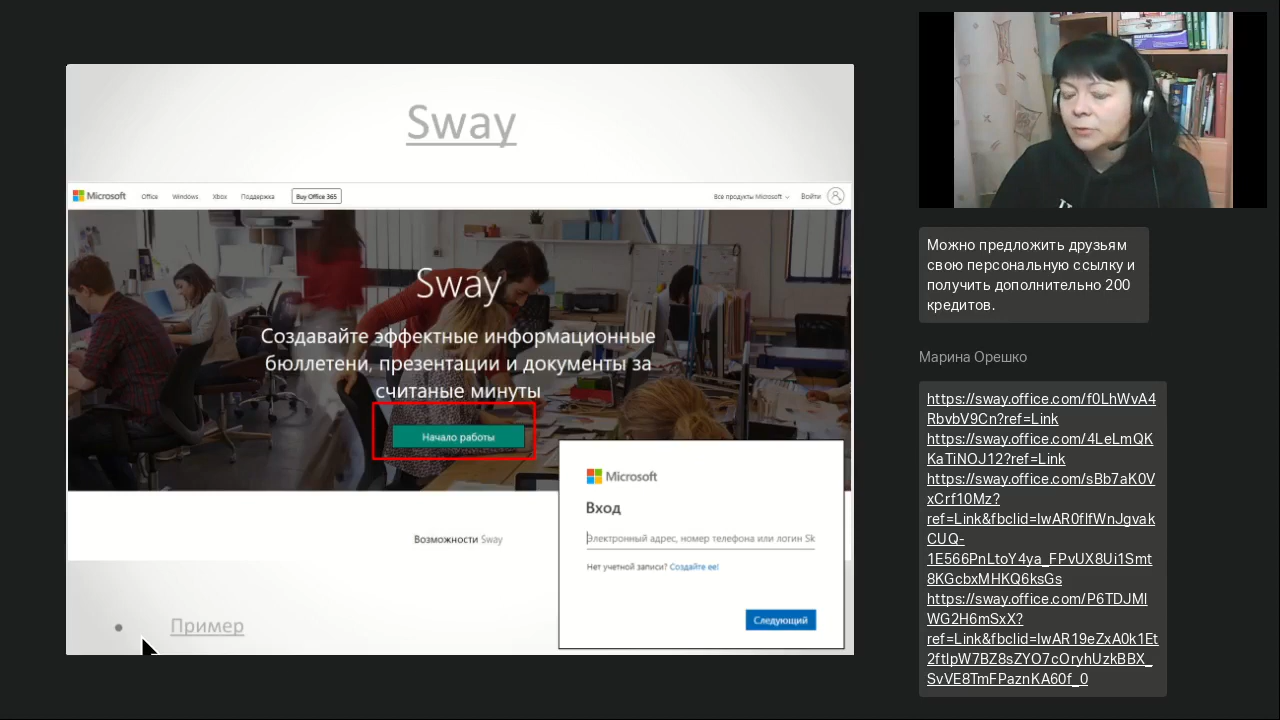 Sway
Microsoft
Office
Windows
Xbox
Поддержка
Buy Office 365
Все продукты Microsoft
Войти
Sway
Создавайте эффектные информационные
бюллетени, презентации и документы за
считаные минуты
Начало работы
Возможности Sway
Microsoft
Вход
Электронный адрес, номер телефона или логин Sk
Нет учетной записи? Создайте ее!
Следующий
Пример
Можно предложить друзьям
свою персональную ссылку и
получить дополнительно 200
кредитов.
Марина Орешко
https://sway.office.com/f0LhWvA4
RbvbV9Cn?ref=Link
https://sway.office.com/4LeLmQK
KaTiNOJ12?ref=Link
https://sway.office.com/sBb7aK0V
xCrf10Mz?
ref=Link&fbclid=IwAR0fIfWnJgvak
CUQ-
1E566PnLtoY4ya_FPvUX8Ui1Smt
8KGcbxMHKQ6ksGs
https://sway.office.com/P6TDJMl
WG2H6mSxX?
ref=Link&fbclid=IwAR19eZxA0k1Et
2ftlpW7BZ8sZYO7cOryhUzkBBX_
SvVE8TmFPaznKA60f_0